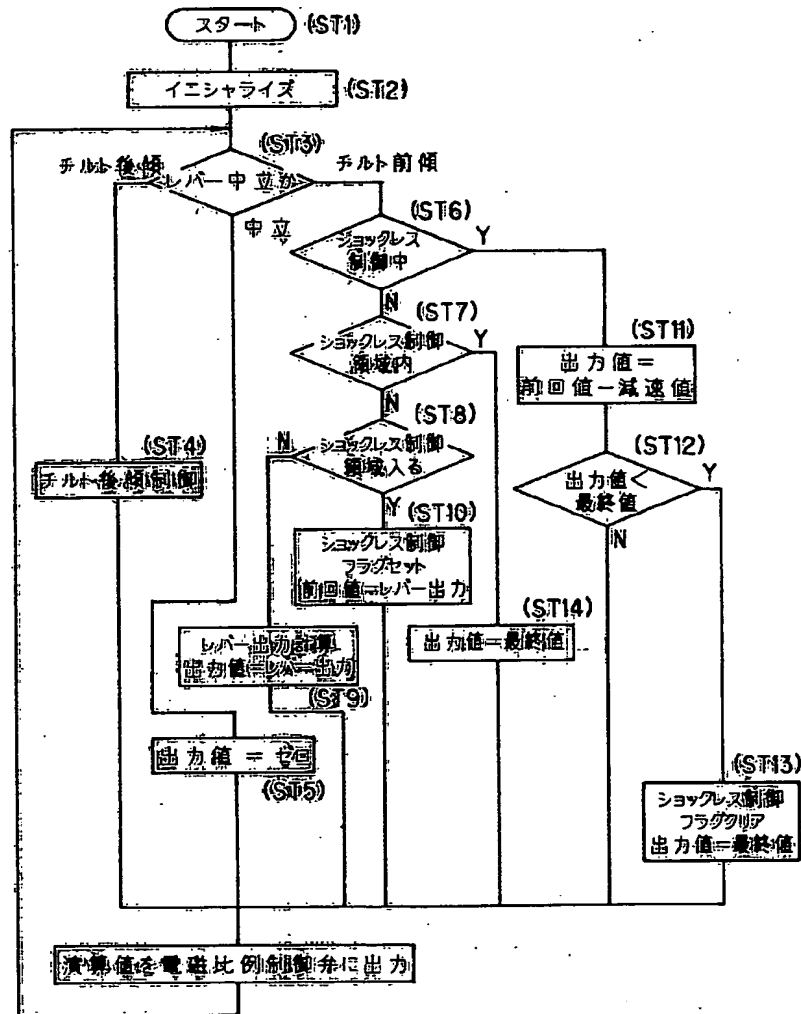 スタート (ST1)
イニシャライズ (ST2)
(ST3)
チルト後傾
レバー中立か
チルト前傾
中立
(ST6)
ショックレス
制御中
Y
N
(ST7)
ショックレス制御
領域内
Y
N
(ST8)
ショックレス制御
領域入る
N
Y
(ST11)
出力値=
前回値-減速値
(ST12)
出力値<
最終値
Y
N
(ST4)
チルト後傾制御
(ST10)
ショックレス制御
フラグセット
前回値=レバー出力
(ST14)
出力値=最終値
レバー出力計算
出力値=レバー出力
(ST9)
出力値 = ゼロ
(ST5)
(ST13)
ショックレス制御
フラグクリア
出力値=最終値
演算値を電磁比例制御弁に出力